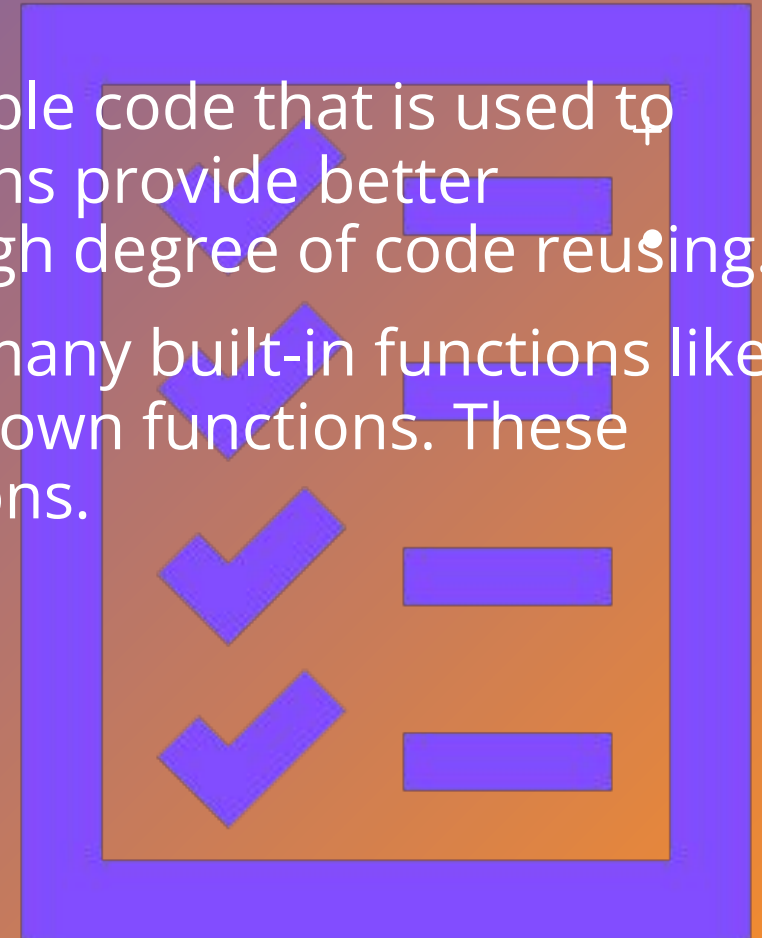 ble code that is used to
ns provide better
gh degree of code reusing.
many built-in functions like
own functions. These
ons.